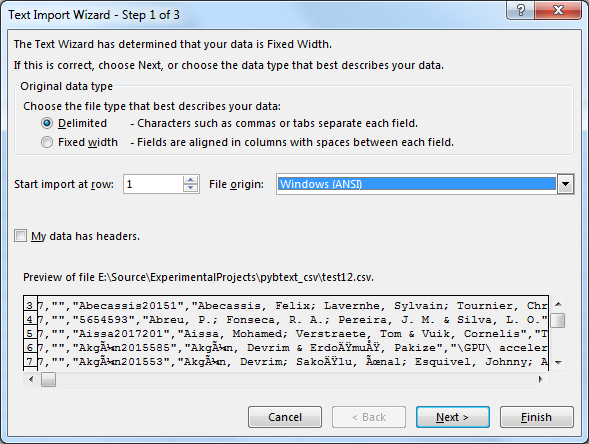 Text Import Wizard - Step 1 of 3
The Text Wizard has determined that your data is Fixed Width.
If this is correct, choose Next, or choose the data type that best describes your data.
Original data type
Choose the file type that best describes your data:
Delimited - Characters such as commas or tabs separate each field.
Fixed width - Fields are aligned in columns with spaces between each field.
Start import at row: 1 File origin: Windows (ANSI)
My data has headers.
Preview of file E:\Source\ExperimentalProjects\pybtext_csv\test12.csv.
3 7,"","Abecassis20151","Abecassis, Felix; Lavernhe, Sylvain; Tournier, Chr
4 7,"","5654593","Abreu, P.; Fonseca, R. A.; Pereira, J. M. & Silva, L. O."
5 7,"","Aissa2017201","Aissa, Mohamed; Verstraete, Tom & Vuik, Cornelis","T
6 7,"","AkgÃ¼n2015585","AkgÃ¼n, Devrim & ErdoÄŸmuÅŸ, Pakize","\GPU\ acceler
7 7,"","AkgÃ¼n201553","AkgÃ¼n, Devrim; SakoÄŸlu, Ãœnal; Esquivel, Johnny; A
Cancel < Back Next > Finish